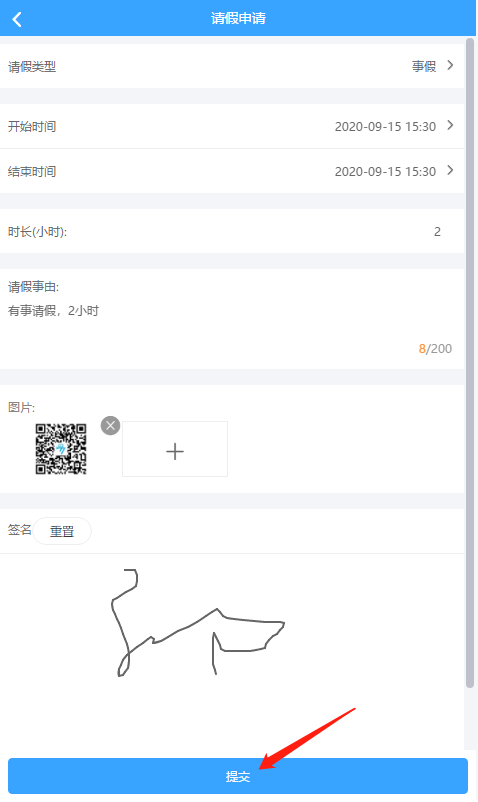 请假申请
请假类型 事假
开始时间 2020-09-15 15:30
结束时间 2020-09-15 15:30
时长(小时): 2
请假事由:
有事请假，2小时
8/200
图片:
签名 重置
提交